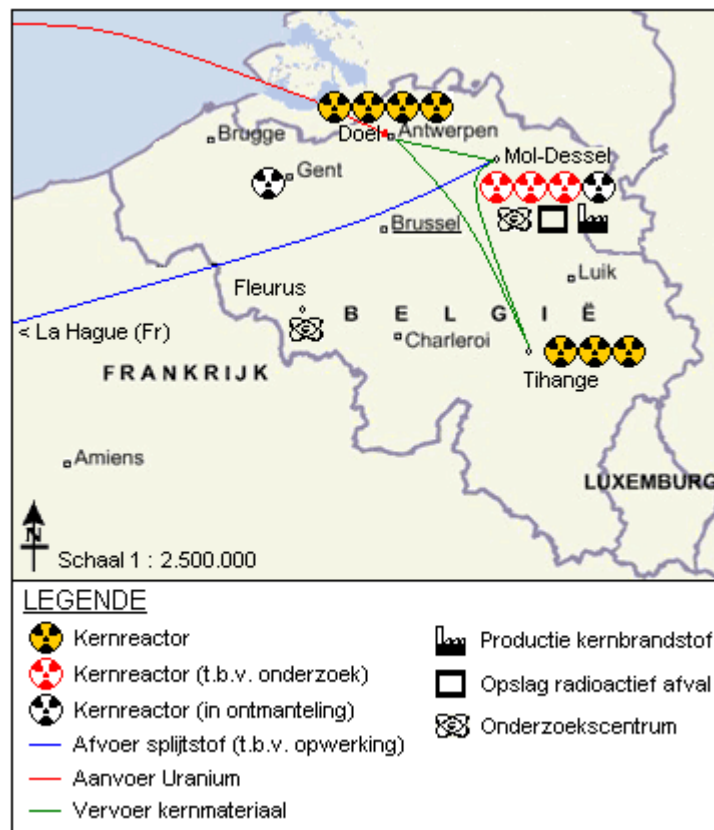 Brugge
Doel
Antwerpen
Gent
Mol-Dessel
Brussel
Luik
Fleurus
BELGIË
< La Hague (Fr)
Charleroi
FRANKRIJK
Tihange
Amiens
LUXEMBURG
N
Schaal 1 : 2.500.000
LEGENDE
Kernreactor
Kernreactor (t.b.v. onderzoek)
Kernreactor (in ontmanteling)
Afvoer splijtstof (t.b.v. opwerking)
Aanvoer Uranium
Vervoer kernmateriaal
Productie kernbrandstof
Opslag radioactief afval
Onderzoekscentrum